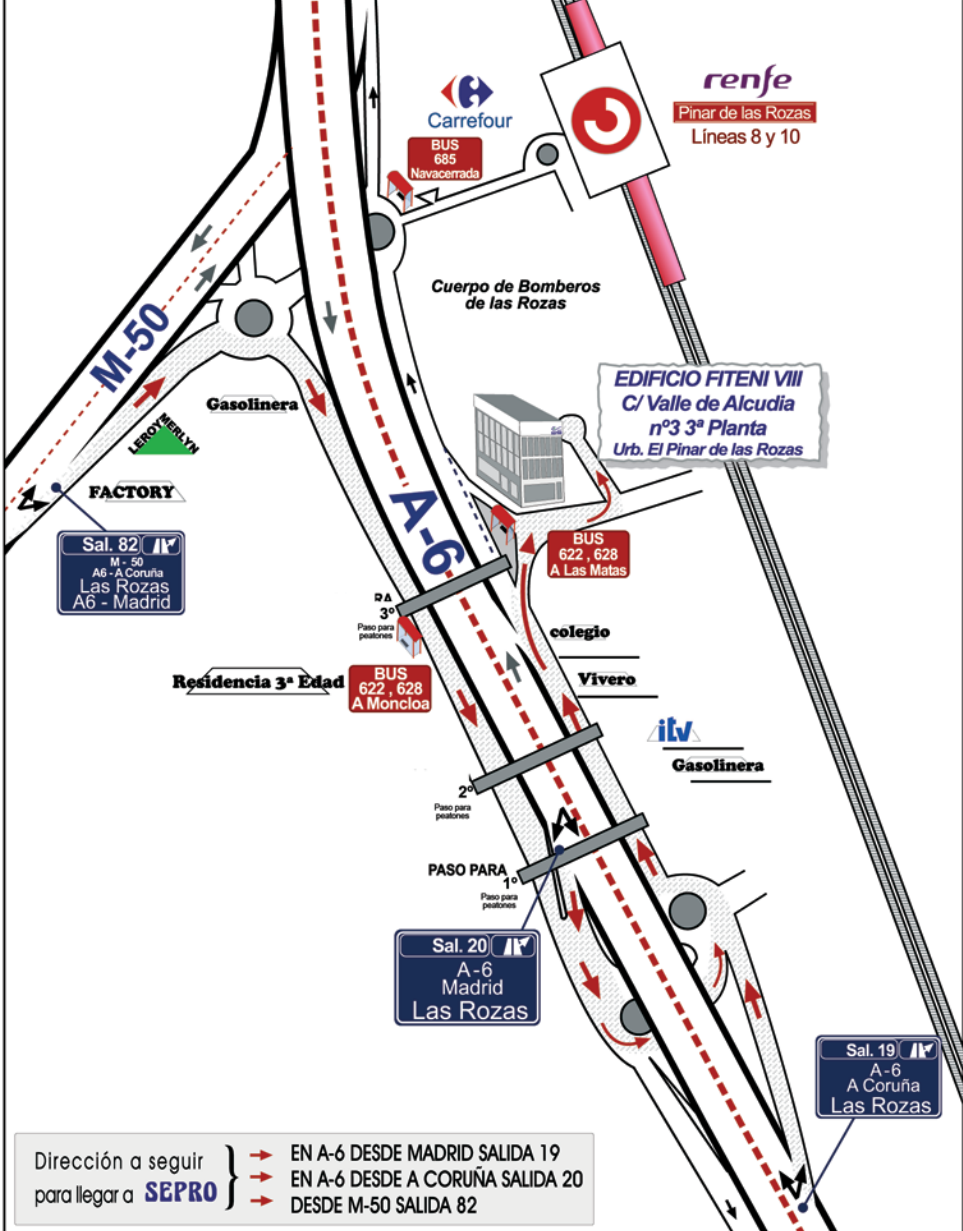 renfe
Pinar de las Rozas
Líneas 8 y 10
Carrefour
BUS
685
Navacerrada
Cuerpo de Bomberos
de las Rozas
M-50
EDIFICIO FITENI VIII
C/ Valle de Alcudia
nº3 3ª Planta
Urb. El Pinar de las Rozas
Gasolinera
LEROY MERLYN
FACTORY
A-6
Sal. 82
M - 50
A6 - A Coruña
Las Rozas
A6 - Madrid
BUS
622 , 628
A Las Matas
RA
3º
Paso para
peatones
colegio
Residencia 3ª Edad
BUS
622 , 628
A Moncloa
Vivero
itv
Gasolinera
2º
Paso para
peatones
PASO PARA
1º
Paso para
peatones
Sal. 20
A-6
Madrid
Las Rozas
Sal. 19
A-6
A Coruña
Las Rozas
Dirección a seguir
para llegar a SEPRO
EN A-6 DESDE MADRID SALIDA 19
EN A-6 DESDE A CORUÑA SALIDA 20
DESDE M-50 SALIDA 82